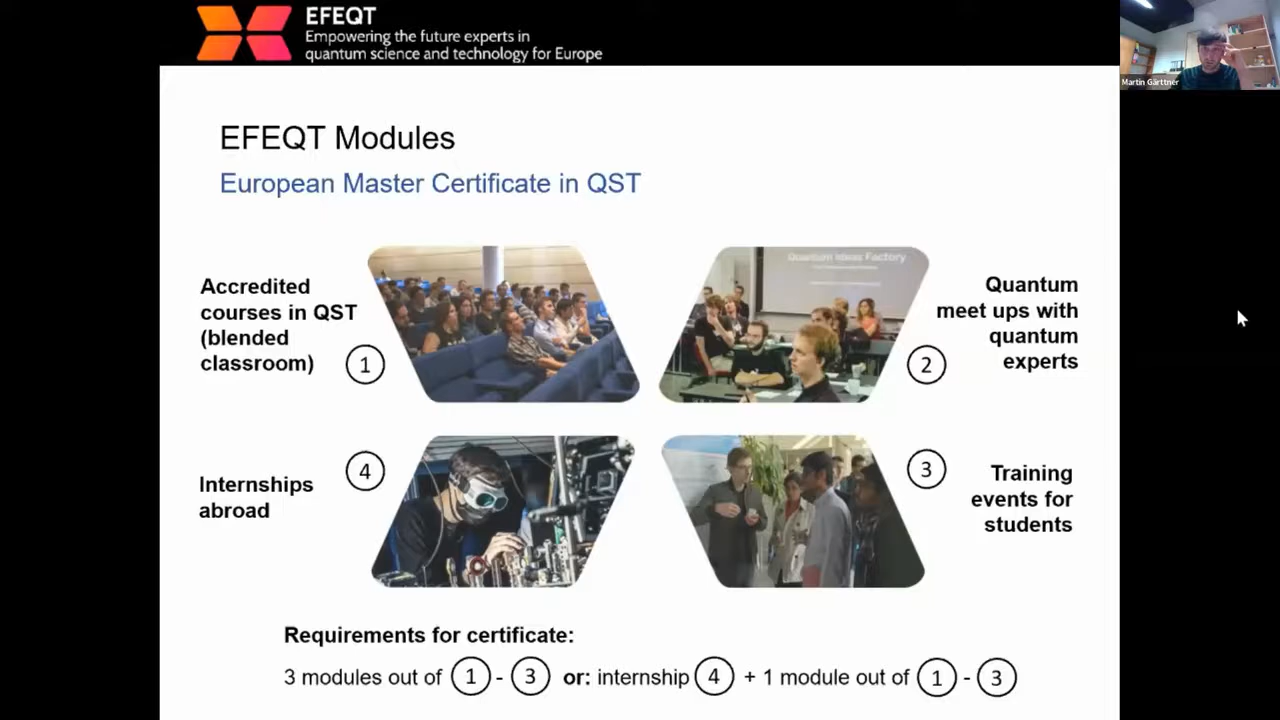 EFEQT
Empowering the future experts in
quantum science and technology for Europe
Martin Gärttner
EFEQT Modules
European Master Certificate in QST
Accredited
courses in QST
(blended
classroom)
1
Quantum Ideas Factory
2
Quantum
meet ups with
quantum
experts
Internships
abroad
4
3
Training
events for
students
Requirements for certificate:
3 modules out of 1 - 3 or: internship 4 + 1 module out of 1 - 3